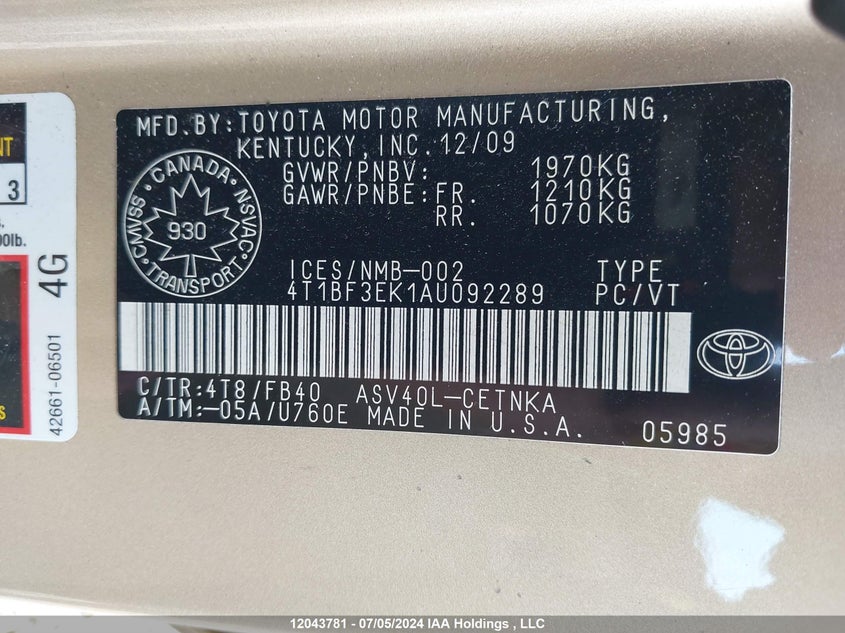 NT
3
s.
00lb.
4G
42661-06501
S
MFD.BY:TOYOTA MOTOR MANUFACTURING,
KENTUCKY,INC.12/09
GVWR/PNBV: 1970KG
GAWR/PNBE:FR. 1210KG
RR. 1070KG
CANADA
CMVSS NSVAC
930
TRANSPORT
ICES/NMB-002 TYPE
4T1BF3EK1AU092289 PC/VT
C/TR:4T8/FB40 ASV40L-CETNKA
A/TM:-05A/U760E MADE IN U.S.A. 05985
12043781 - 07/05/2024 IAA Holdings , LLC